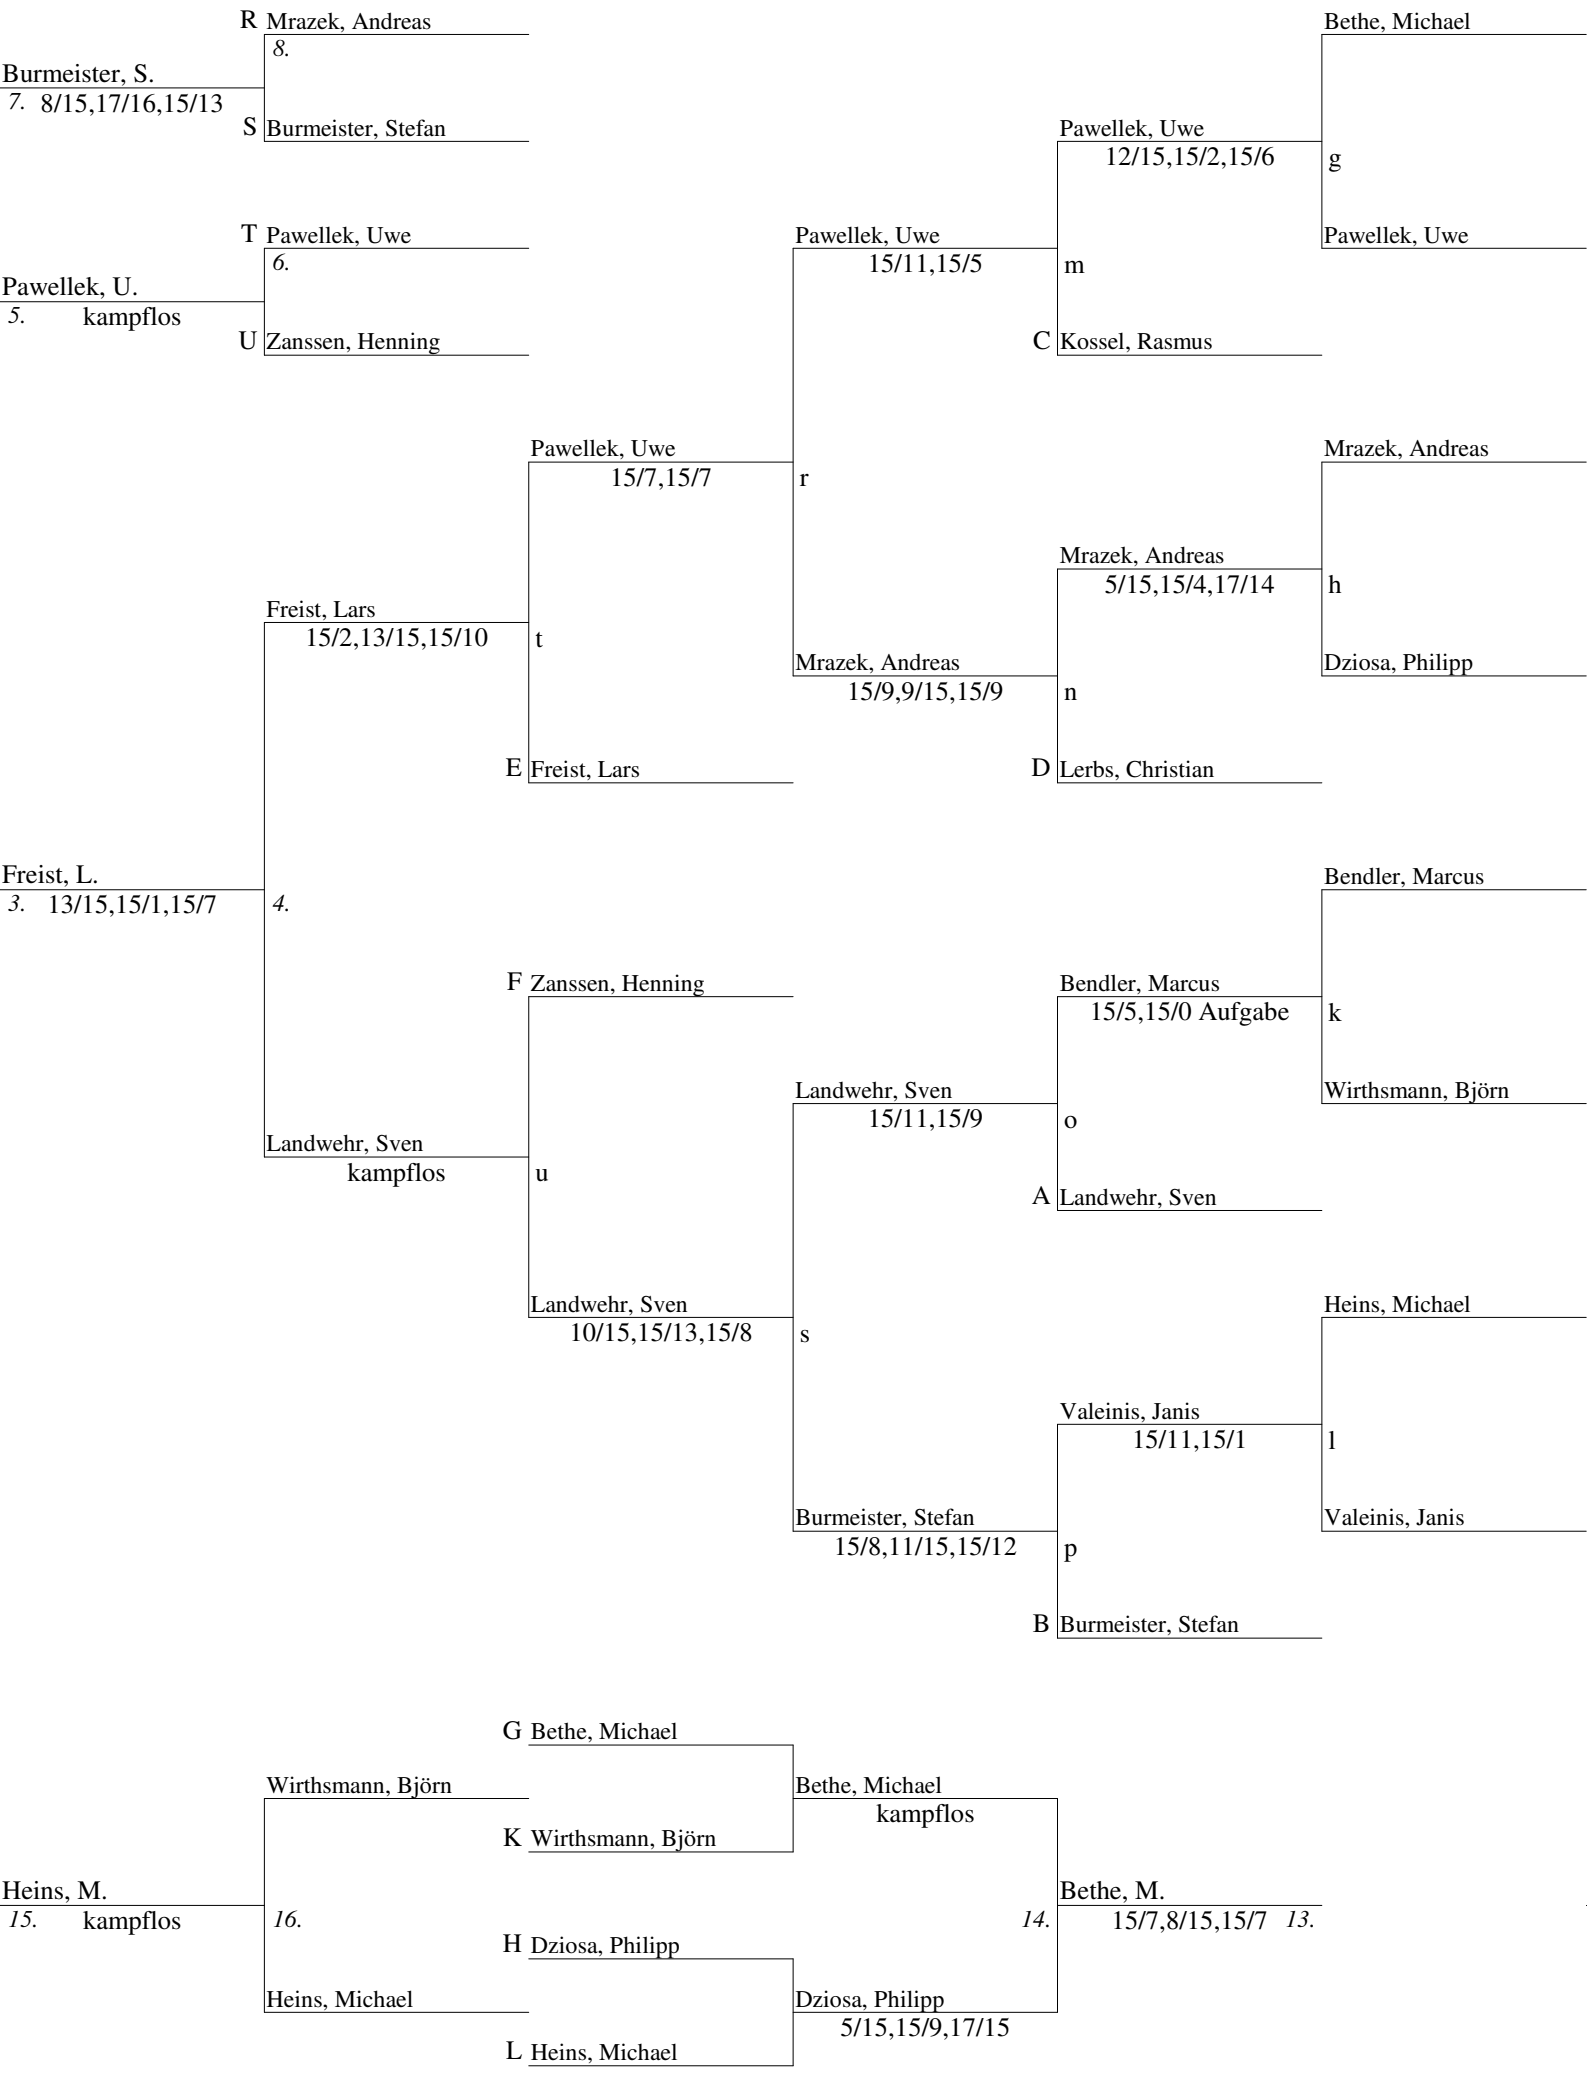 R Mrazek, Andreas
Bethe, Michael
8.
Burmeister, S.
7. 8/15,17/16,15/13
S Burmeister, Stefan
Pawellek, Uwe
12/15,15/2,15/6
g
T Pawellek, Uwe
Pawellek, Uwe
Pawellek, Uwe
6.
15/11,15/5
m
Pawellek, U.
5. kampflos
U Zanssen, Henning
C Kossel, Rasmus
Pawellek, Uwe
15/7,15/7
r
Mrazek, Andreas
Mrazek, Andreas
5/15,15/4,17/14
h
Freist, Lars
15/2,13/15,15/10
t
Mrazek, Andreas
15/9,9/15,15/9
n
Dziosa, Philipp
E Freist, Lars
D Lerbs, Christian
Freist, L.
3. 13/15,15/1,15/7
4.
Bendler, Marcus
F Zanssen, Henning
Bendler, Marcus
15/5,15/0 Aufgabe
k
Landwehr, Sven
15/11,15/9
o
Wirthsmann, Björn
Landwehr, Sven
kampflos
u
A Landwehr, Sven
Landwehr, Sven
10/15,15/13,15/8
s
Heins, Michael
Valeinis, Janis
15/11,15/1
l
Burmeister, Stefan
15/8,11/15,15/12
p
Valeinis, Janis
B Burmeister, Stefan
G Bethe, Michael
Wirthsmann, Björn
Bethe, Michael
kampflos
K Wirthsmann, Björn
Heins, M.
15. kampflos
16.
Bethe, M.
14.
15/7,8/15,15/7 13.
H Dziosa, Philipp
Heins, Michael
Dziosa, Philipp
5/15,15/9,17/15
L Heins, Michael